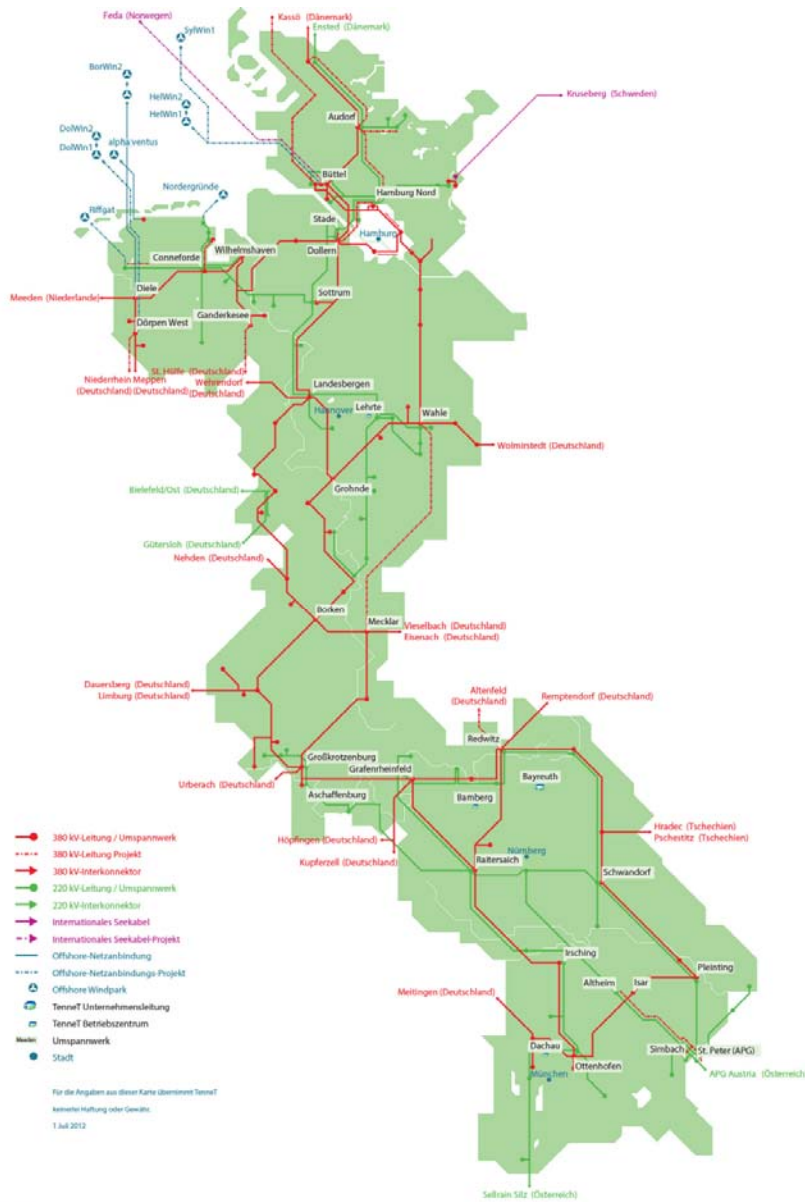 Feda (Norwegen)
Kassö (Dänemark)
Ensted (Dänemark)
SylWin1
BorWin2
HelWin2
HelWin1
Kruseberg (Schweden)
DolWin2
DolWin1
alpha ventus
Audorf
Büttel
Nordergründe
Hamburg Nord
Riffgat
Stade
Hamburg
Wilhelmshaven
Conneforde
Dollern
Diele
Meeden (Niederlande)
Sottrum
Ganderkesee
Dörpen West
Niederrhein Meppen
(Deutschland) (Deutschland)
St. Hülfe (Deutschland)
Wehrendorf
(Deutschland)
Landesbergen
Hannover
Lehrte
Wahle
Wolmirstedt (Deutschland)
Grohnde
Bielefeld/Ost (Deutschland)
Gütersloh (Deutschland)
Nehden (Deutschland)
Borken
Mecklar
Vieselbach (Deutschland)
Eisenach (Deutschland)
Dauersberg (Deutschland)
Limburg (Deutschland)
Altenfeld
(Deutschland)
Remptendorf (Deutschland)
Redwitz
Großkrotzenburg
Grafenrheinfeld
Urberach (Deutschland)
Bayreuth
Aschaffenburg
Bamberg
Höpfingen (Deutschland)
Kupferzell (Deutschland)
Hradec (Tschechien)
Pschestitz (Tschechien)
Nürnberg
Raitersaich
Schwandorf
Irsching
Pleinting
Altheim
Isar
Meitingen (Deutschland)
Dachau
München
Ottenhofen
Simbach
St. Peter (APG)
APG Austria (Österreich
Sellrain Silz (Österreich)
380 kV-Leitung / Umspannwerk
380 kV-Leitung Projekt
380 kV-Interkonnektor
220 kV-Leitung / Umspannwerk
220 kV-Interkonnektor
Internationales Seekabel
Internationales Seekabel-Projekt
Offshore-Netzanbindung
Offshore-Netzanbindungs-Projekt
Offshore Windpark
TenneT Unternehmensleitung
TenneT Betriebszentrum
Meeden Umspannwerk
Stadt
Für die Angaben aus dieser Karte übernimmt TenneT
keinerlei Haftung oder Gewähr.
1 Juli 2012